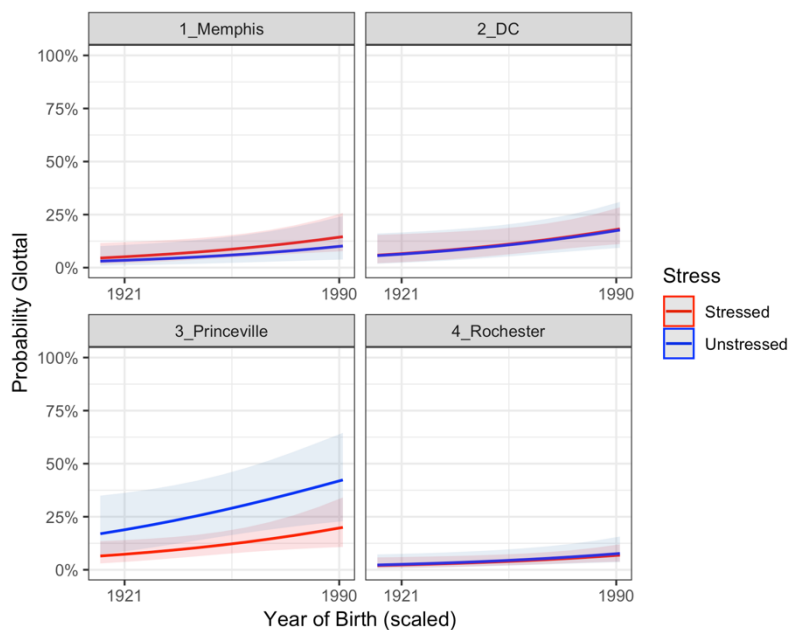 1_Memphis
2_DC
100%
75%
50%
25%
0%
1921
1990
1921
1990
3_Princeville
4_Rochester
100%
75%
50%
25%
0%
1921
1990
1921
1990
Probability Glottal
Year of Birth (scaled)
Stress
Stressed
Unstressed